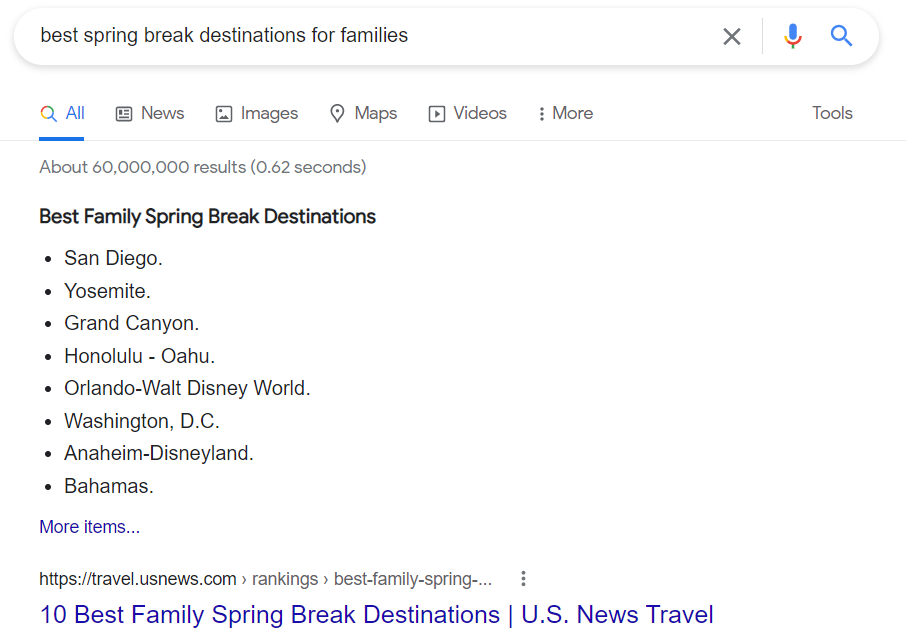 best spring break destinations for families
All News Images Maps Videos More Tools
About 60,000,000 results (0.62 seconds)
Best Family Spring Break Destinations
• San Diego.
• Yosemite.
• Grand Canyon.
• Honolulu - Oahu.
• Orlando-Walt Disney World.
• Washington, D.C.
• Anaheim-Disneyland.
• Bahamas.
More items...
https://travel.usnews.com › rankings › best-family-spring-...
10 Best Family Spring Break Destinations | U.S. News Travel